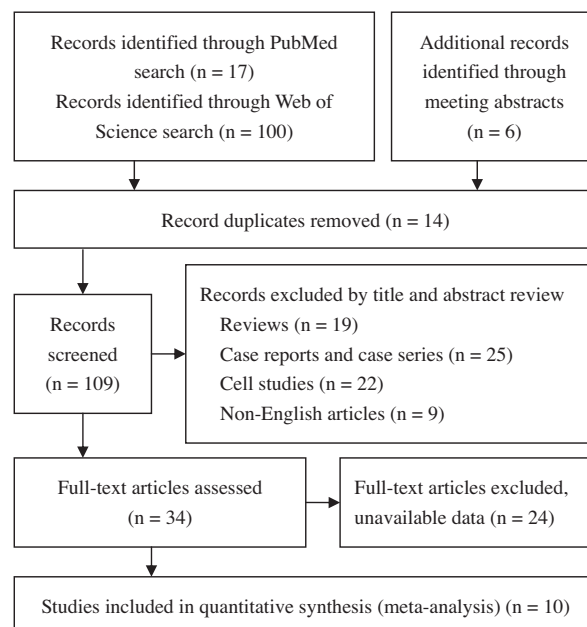 Records identified through PubMed
search (n = 17)
Records identified through Web of
Science search (n = 100)
Additional records
identified through
meeting abstracts
(n = 6)
Record duplicates removed (n = 14)
Records
screened
(n = 109)
Records excluded by title and abstract review
Reviews (n = 19)
Case reports and case series (n = 25)
Cell studies (n = 22)
Non-English articles (n = 9)
Full-text articles assessed
(n = 34)
Full-text articles excluded,
unavailable data (n = 24)
Studies included in quantitative synthesis (meta-analysis) (n = 10)